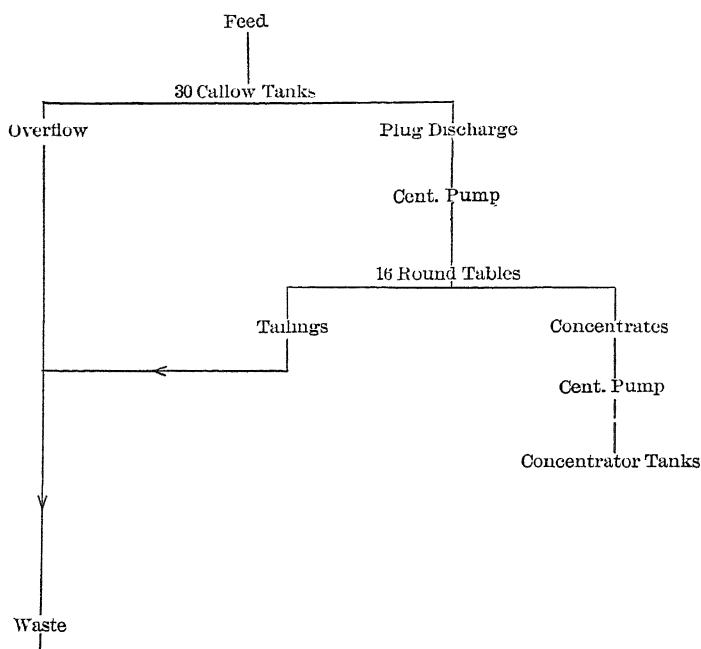 Feed
30 Callow Tanks
Overflow
Plug Discharge
Cent. Pump
16 Round Tables
Tailings
Concentrates
Cent. Pump
Concentrator Tanks
Waste